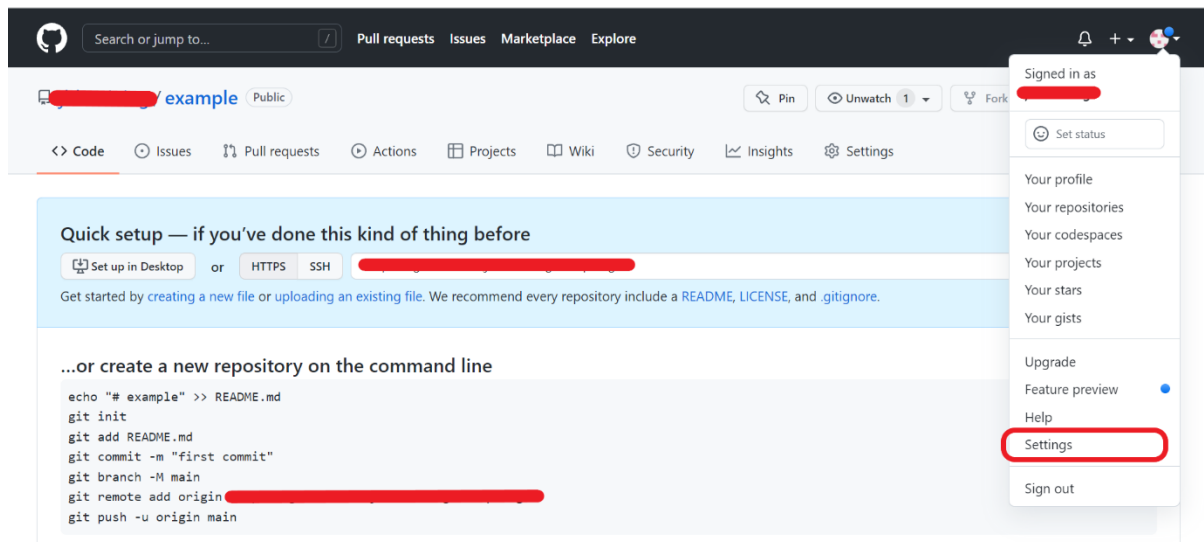 Search or jump to... / Pull requests Issues Marketplace Explore
Signed in as
/ example Public
Pin Unwatch 1 Fork
Set status
<> Code Issues Pull requests Actions Projects Wiki Security Insights Settings
Your profile
Your repositories
Your codespaces
Your projects
Your stars
Your gists
Upgrade
Feature preview
Help
Settings
Sign out
Quick setup — if you've done this kind of thing before
Set up in Desktop or HTTPS SSH
Get started by creating a new file or uploading an existing file. We recommend every repository include a README, LICENSE, and .gitignore.
...or create a new repository on the command line
echo "# example" >> README.md
git init
git add README.md
git commit -m "first commit"
git branch -M main
git remote add origin
git push -u origin main